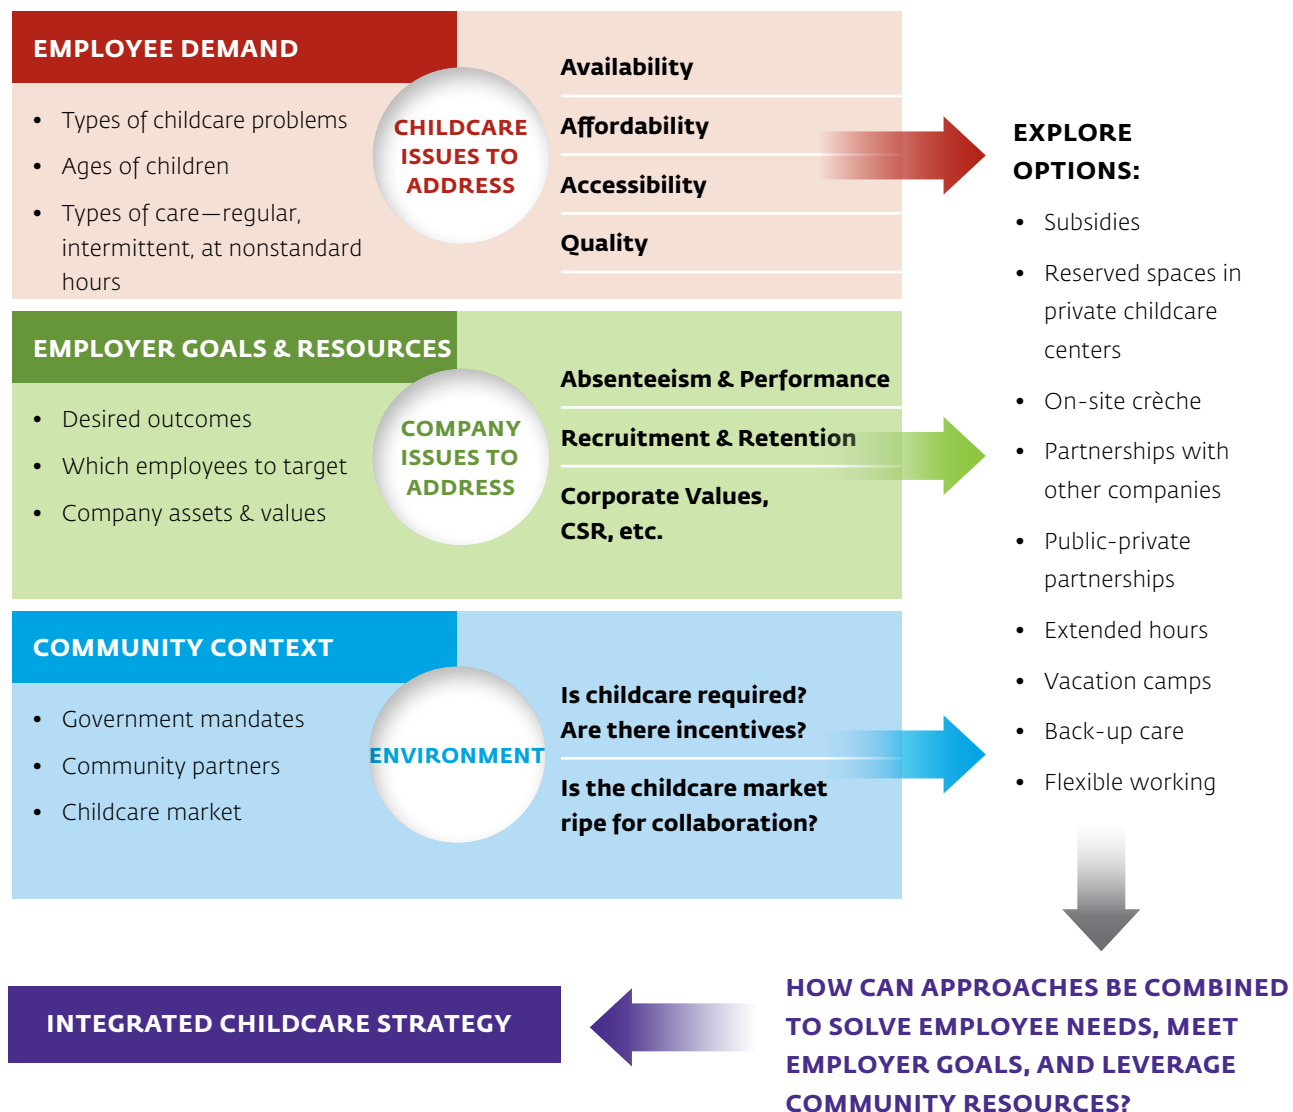 EMPLOYEE DEMAND
• Types of childcare problems
• Ages of children
• Types of care—regular,
intermittent, at nonstandard
hours
CHILDCARE
ISSUES TO
ADDRESS
Availability
Affordability
Accessibility
Quality
EMPLOYER GOALS & RESOURCES
• Desired outcomes
• Which employees to target
• Company assets & values
COMPANY
ISSUES TO
ADDRESS
Absenteeism & Performance
Recruitment & Retention
Corporate Values,
CSR, etc.
COMMUNITY CONTEXT
• Government mandates
• Community partners
• Childcare market
ENVIRONMENT
Is childcare required?
Are there incentives?
Is the childcare market
ripe for collaboration?
EXPLORE
OPTIONS:
• Subsidies
• Reserved spaces in
private childcare
centers
• On-site crèche
• Partnerships with
other companies
• Public-private
partnerships
• Extended hours
• Vacation camps
• Back-up care
• Flexible working
HOW CAN APPROACHES BE COMBINED
TO SOLVE EMPLOYEE NEEDS, MEET
EMPLOYER GOALS, AND LEVERAGE
COMMUNITY RESOURCES?
INTEGRATED CHILDCARE STRATEGY